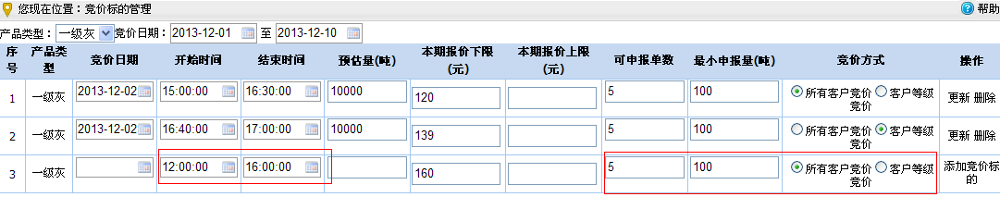 您现在位置：竞价标的管理 帮助
产品类型：一级灰 竞价日期：2013-12-01 至 2013-12-10
序号 产品类型 竞价日期 开始时间 结束时间 预估量(吨) 本期报价下限(元) 本期报价上限(元) 可申报单数 最小申报量(吨) 竞价方式 操作
1 一级灰 2013-12-02 15:00:00 16:30:00 10000 120 5 100 所有客户竞价 客户等级竞价 更新 删除
2 一级灰 2013-12-02 16:40:00 17:00:00 10000 139 5 100 所有客户竞价 客户等级竞价 更新 删除
3 一级灰 12:00:00 16:00:00 160 5 100 所有客户竞价 客户等级竞价 添加竞价标的